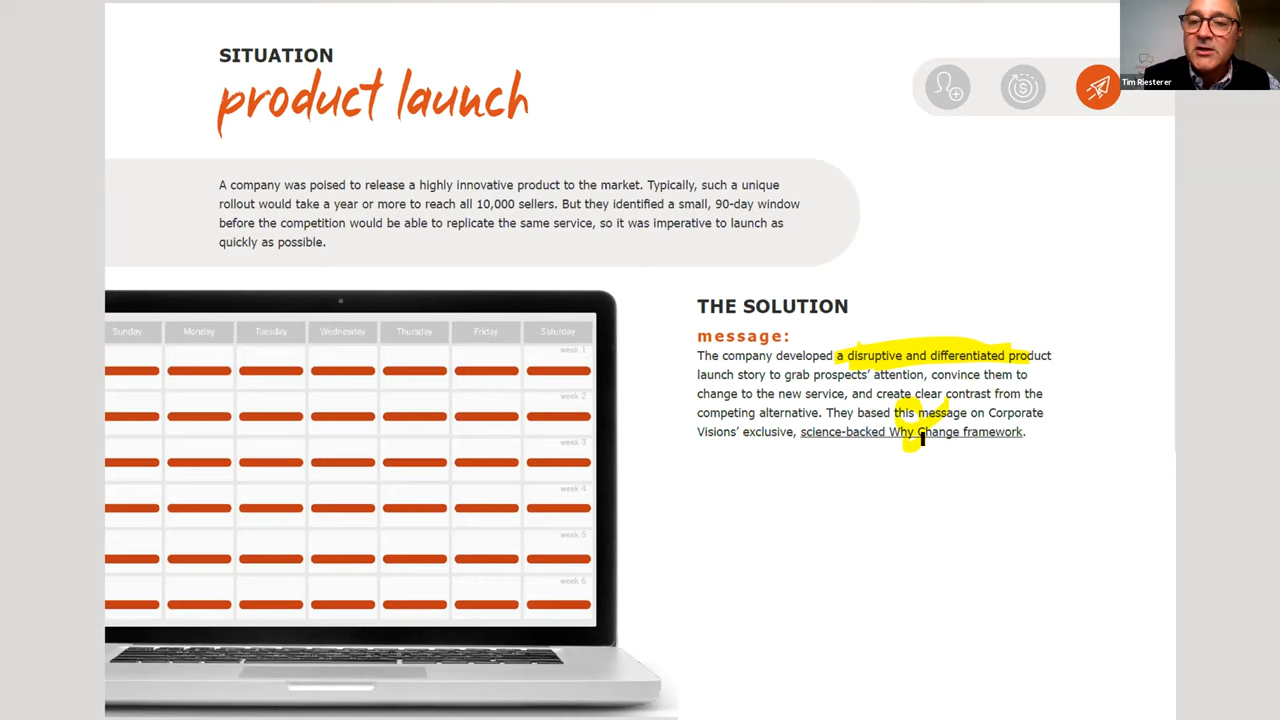 SITUATION
product launch
Tim Riesterer
A company was poised to release a highly innovative product to the market. Typically, such a unique
rollout would take a year or more to reach all 10,000 sellers. But they identified a small, 90-day window
before the competition would be able to replicate the same service, so it was imperative to launch as
quickly as possible.
Sunday Monday Tuesday Wednesday Thursday Friday Saturday
week 1
week 2
week 3
week 4
week 5
week 6
THE SOLUTION
message:
The company developed a disruptive and differentiated product
launch story to grab prospects’ attention, convince them to
change to the new service, and create clear contrast from the
competing alternative. They based this message on Corporate
Visions’ exclusive, science-backed Why Change framework.